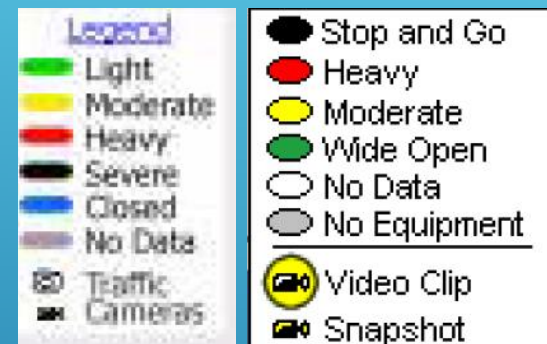 Legend
Light
Moderate
Heavy
Severe
Closed
No Data
Traffic
Cameras
Stop and Go
Heavy
Moderate
Wide Open
No Data
No Equipment
Video Clip
Snapshot